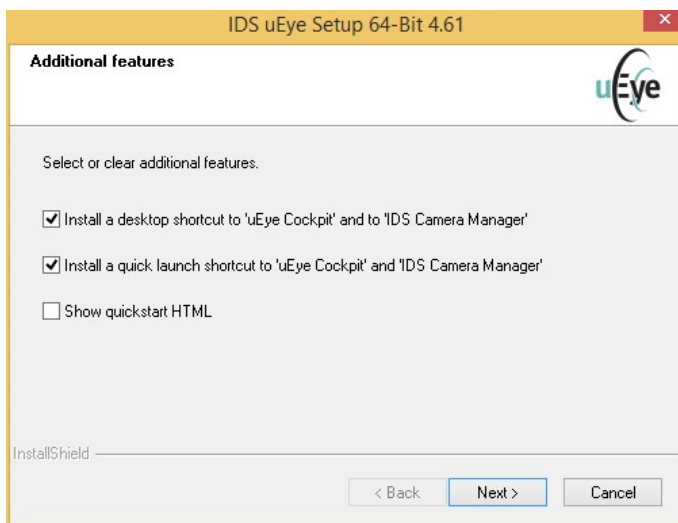 IDS uEye Setup 64-Bit 4.61
Additional features
uEye
Select or clear additional features.
Install a desktop shortcut to 'uEye Cockpit' and to 'IDS Camera Manager'
Install a quick launch shortcut to 'uEye Cockpit' and 'IDS Camera Manager'
Show quickstart HTML
InstallShield
< Back Next > Cancel